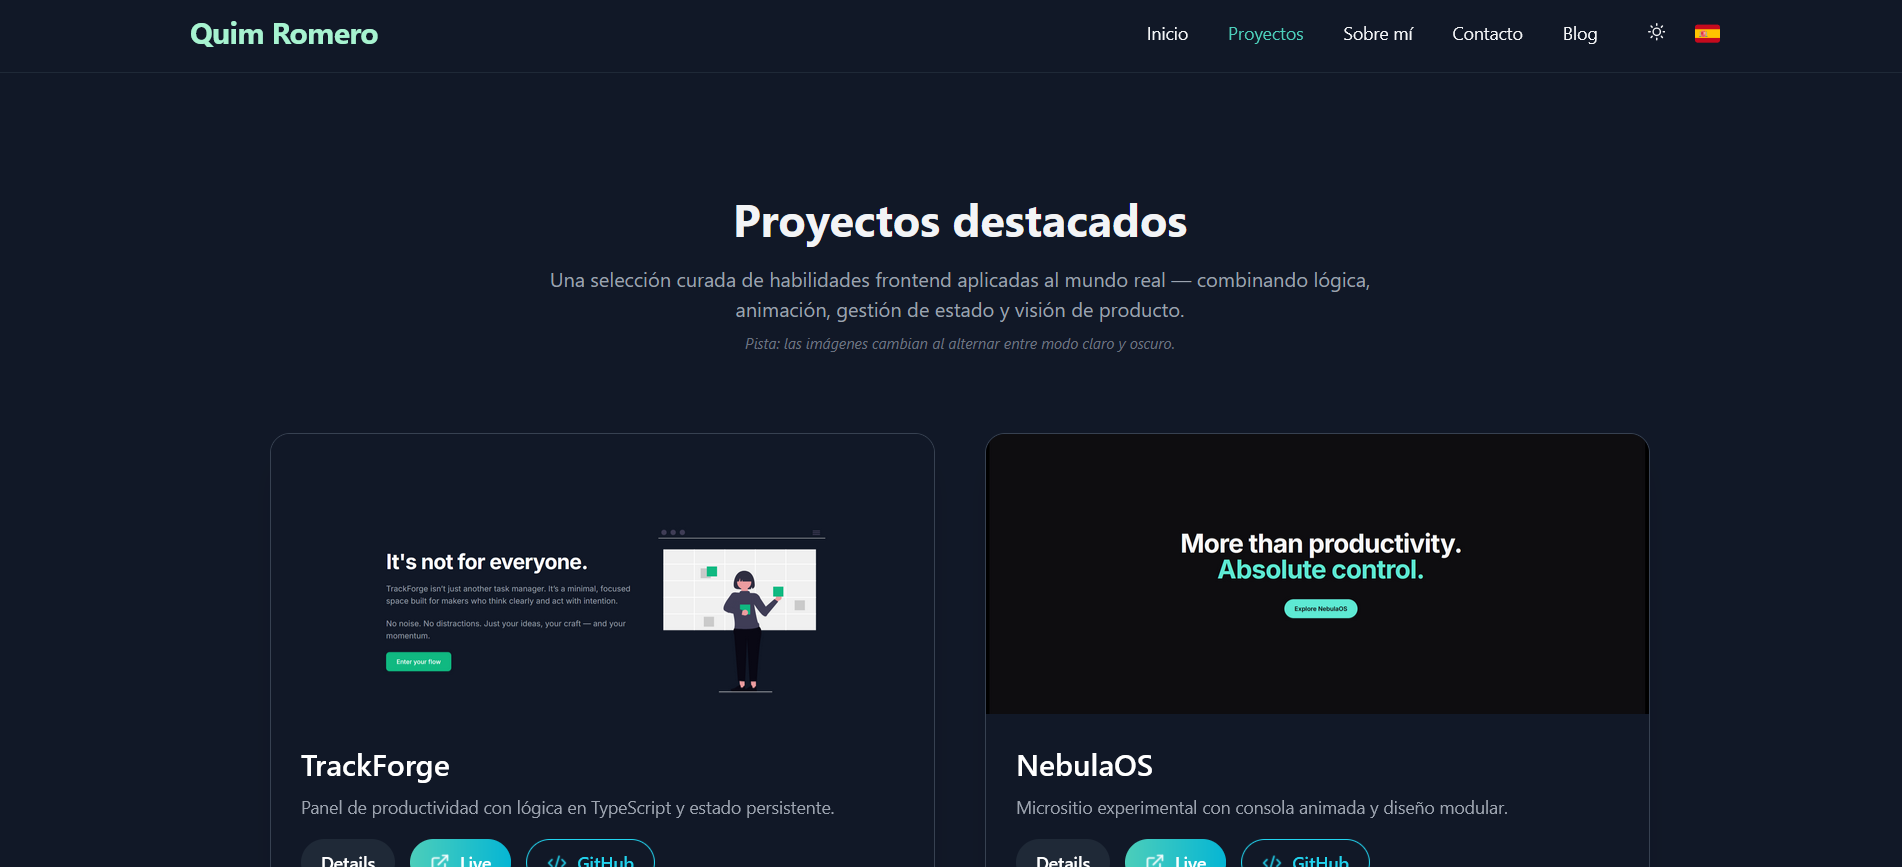 Quim Romero
Inicio Proyectos Sobre mí Contacto Blog
Proyectos destacados
Una selección curada de habilidades frontend aplicadas al mundo real — combinando lógica,
animación, gestión de estado y visión de producto.
Pista: las imágenes cambian al alternar entre modo claro y oscuro.
It's not for everyone.
TrackForge isn't just another task manager. It's a minimal, focused
space built for makers who think clearly and act with intention.
No noise. No distractions. Just your ideas, your craft — and your
momentum.
Enter your flow
TrackForge
Panel de productividad con lógica en TypeScript y estado persistente.
Details Live GitHub
More than productivity.
Absolute control.
Explore NebulaOS
NebulaOS
Micrositio experimental con consola animada y diseño modular.
Details Live GitHub